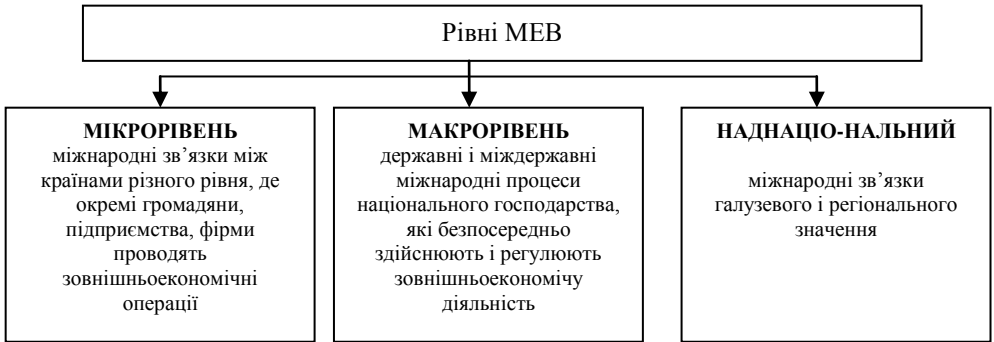 Рівні МЕВ
МІКРОРІВЕНЬ
міжнародні зв’язки між
країнами різного рівня, де
окремі громадяни,
підприємства, фірми
проводять
зовнішньоекономічні
операції
МАКРОРІВЕНЬ
державні і міждержавні
міжнародні процеси
національного господарства,
які безпосередньо
здійснюють і регулюють
зовнішньоекономічу
діяльність
НАДНАЦІО-НАЛЬНИЙ
міжнародні зв’язки
галузевого і регіонального
значення